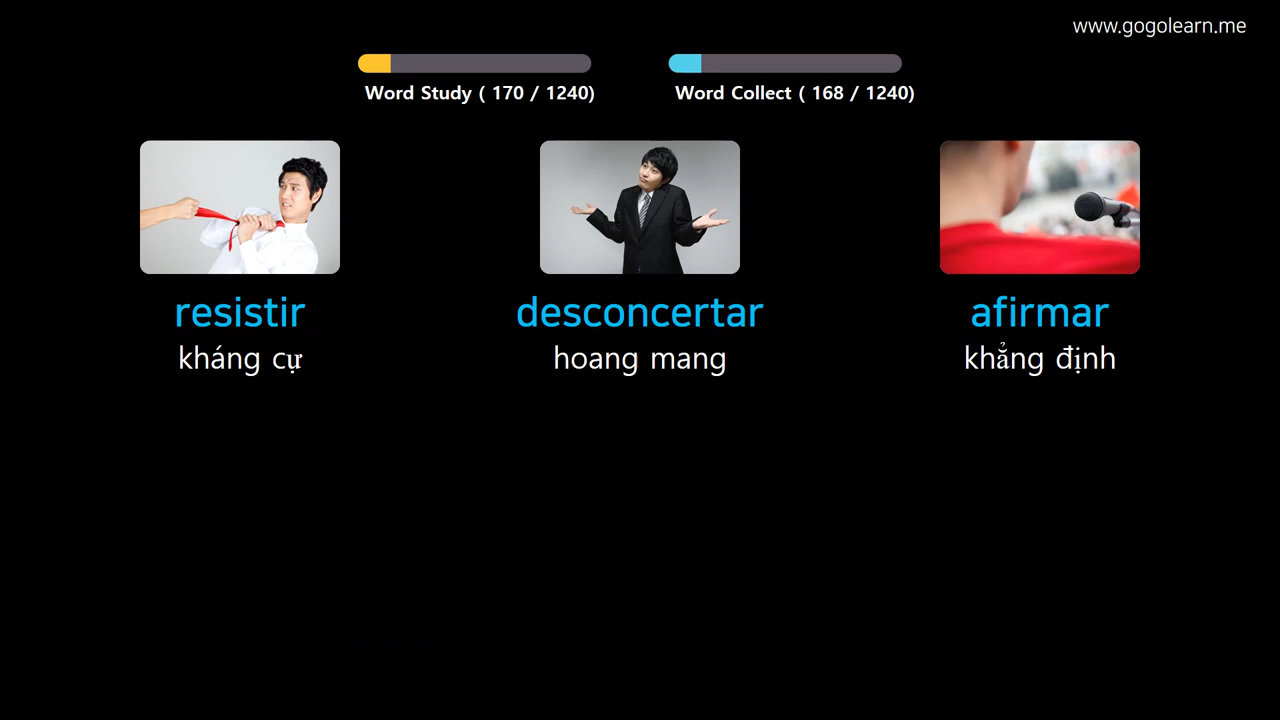 www.gogolearn.me
Word Study ( 170 / 1240)
Word Collect ( 168 / 1240)
resistir
kháng cự
desconcertar
hoang mang
afirmar
khẳng định